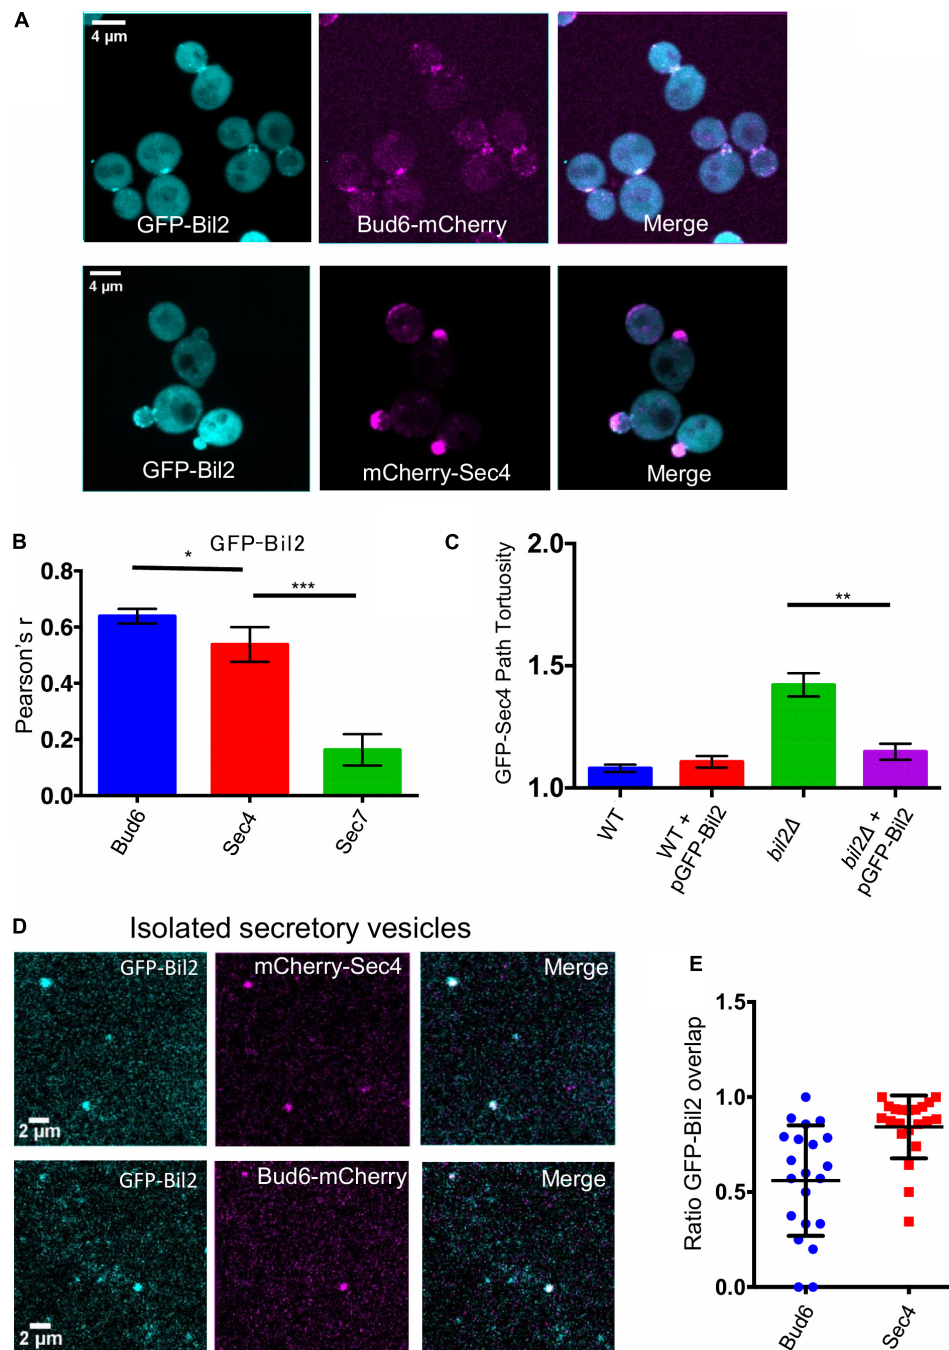 A
4 µm
GFP-Bil2
Bud6-mCherry
Merge
4 µm
GFP-Bil2
mCherry-Sec4
Merge
B
GFP-Bil2
*
***
0.8
0.6
0.4
0.2
0.0
Pearson's r
Bud6
Sec4
Sec7
C
2.0
1.5
1.0
GFP-Sec4 Path Tortuosity
**
WT
WT +
pGFP-Bil2
bil2Δ
bil2Δ +
pGFP-Bil2
D
Isolated secretory vesicles
GFP-Bil2
mCherry-Sec4
Merge
2 µm
GFP-Bil2
Bud6-mCherry
Merge
2 µm
E
1.5
1.0
0.5
0.0
Ratio GFP-Bil2 overlap
Bud6
Sec4